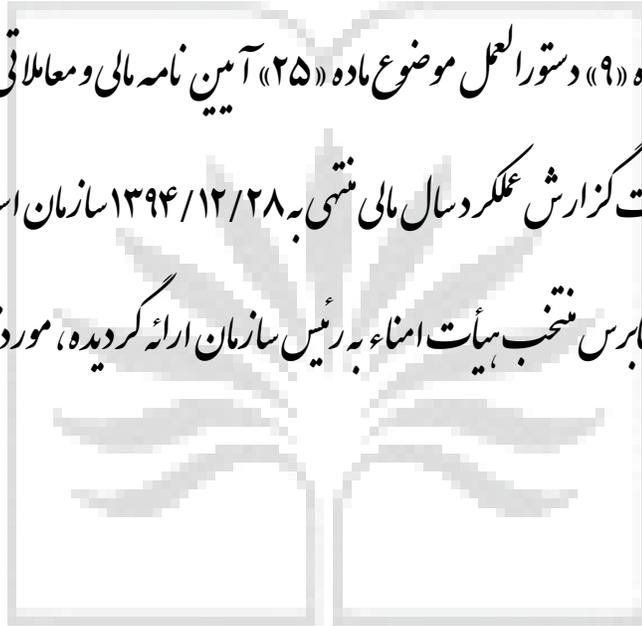 «۹» دستورالعمل موضوع ماده «۲۵» آیین نامه مالی و معاملاتی
گزارش عملکرد سال مالی منتهی به ۱۳۹۴/۱۲/۲۸ سازمان
منتخب هیأت امناء به رئیس سازمان ارائه گردیده، مورد